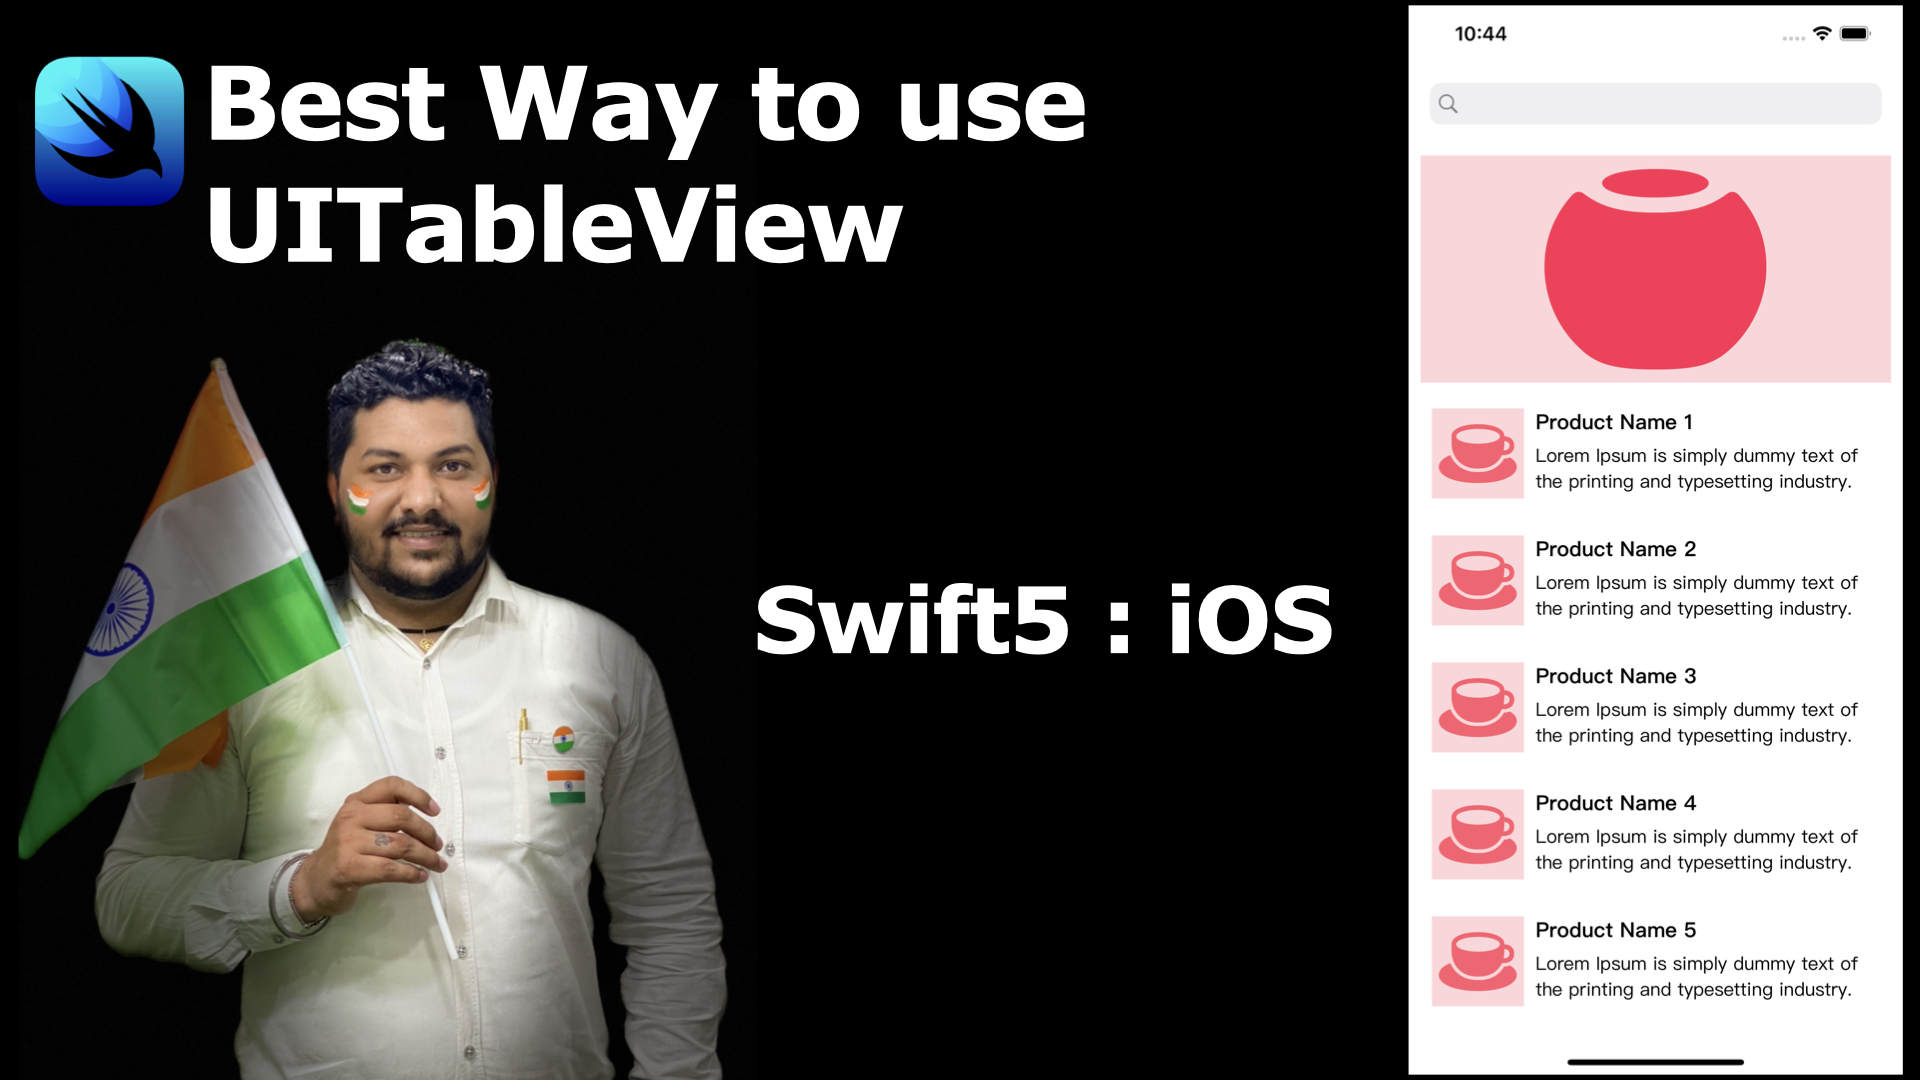 Best Way to use
UITableView
Swift5 : iOS
10:44
Product Name 1
Lorem Ipsum is simply dummy text of
the printing and typesetting industry.
Product Name 2
Lorem Ipsum is simply dummy text of
the printing and typesetting industry.
Product Name 3
Lorem Ipsum is simply dummy text of
the printing and typesetting industry.
Product Name 4
Lorem Ipsum is simply dummy text of
the printing and typesetting industry.
Product Name 5
Lorem Ipsum is simply dummy text of
the printing and typesetting industry.